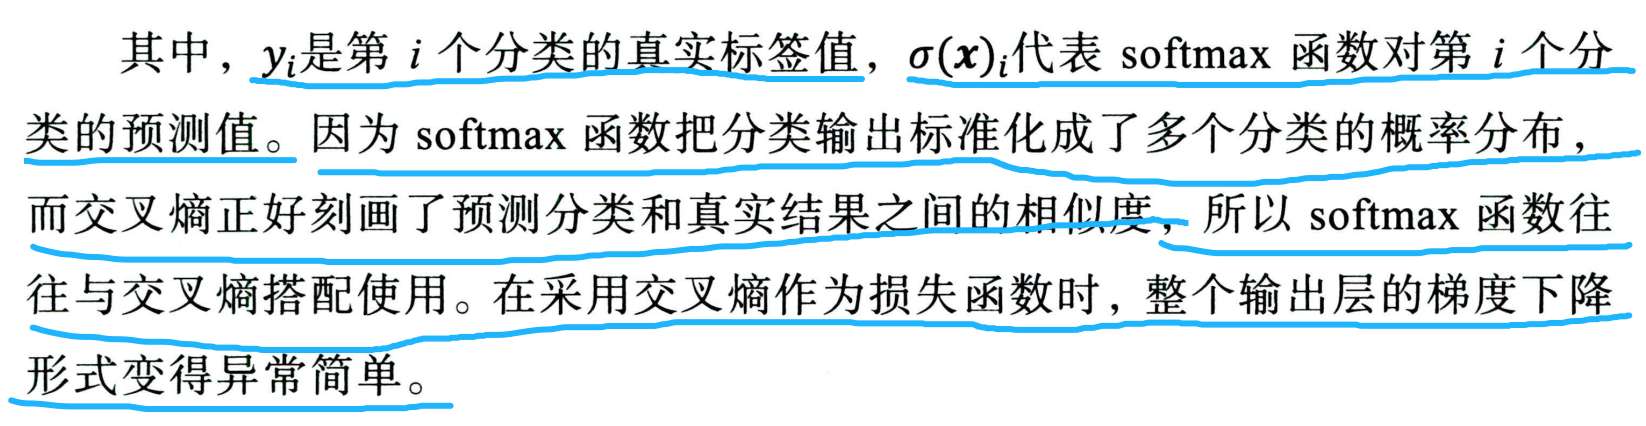 其中，yᵢ是第 i 个分类的真实标签值，σ(x)ᵢ代表 softmax 函数对第 i 个分
类的预测值。因为 softmax 函数把分类输出标准化成了多个分类的概率分布，
而交叉熵正好刻画了预测分类和真实结果之间的相似度，所以 softmax 函数往
往与交叉熵搭配使用。在采用交叉熵作为损失函数时，整个输出层的梯度下降
形式变得异常简单。